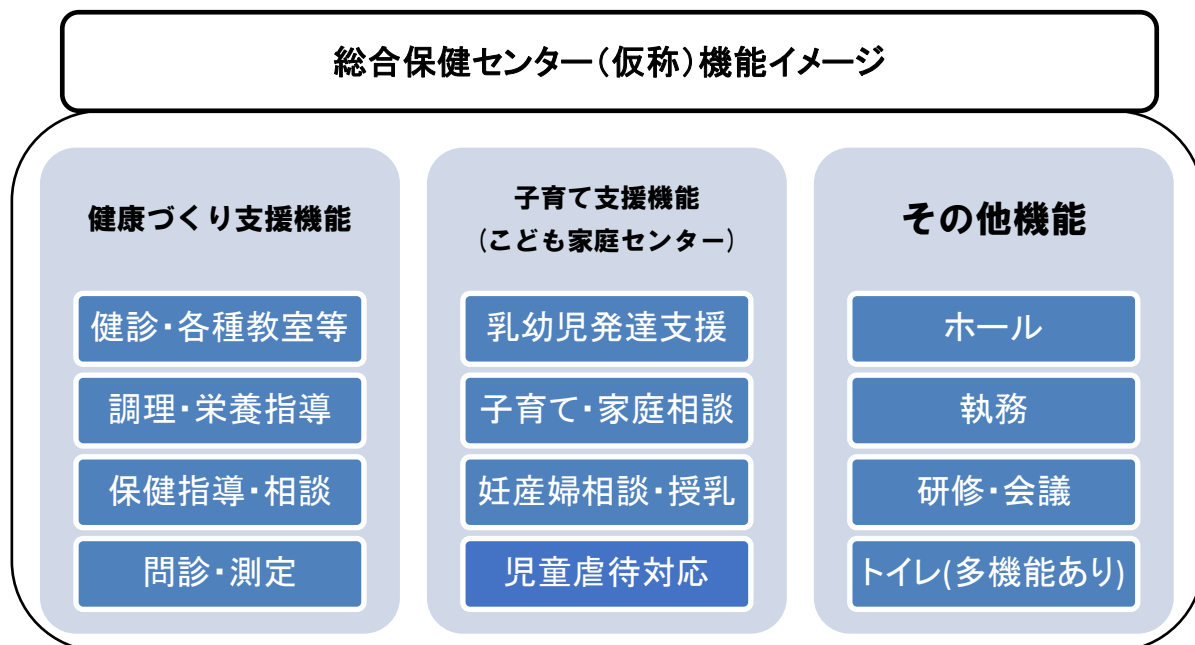 総合保健センター（仮称）機能イメージ
健康づくり支援機能
健診・各種教室等
調理・栄養指導
保健指導・相談
問診・測定
子育て支援機能
（こども家庭センター）
乳幼児発達支援
子育て・家庭相談
妊産婦相談・授乳
児童虐待対応
その他機能
ホール
執務
研修・会議
トイレ(多機能あり)